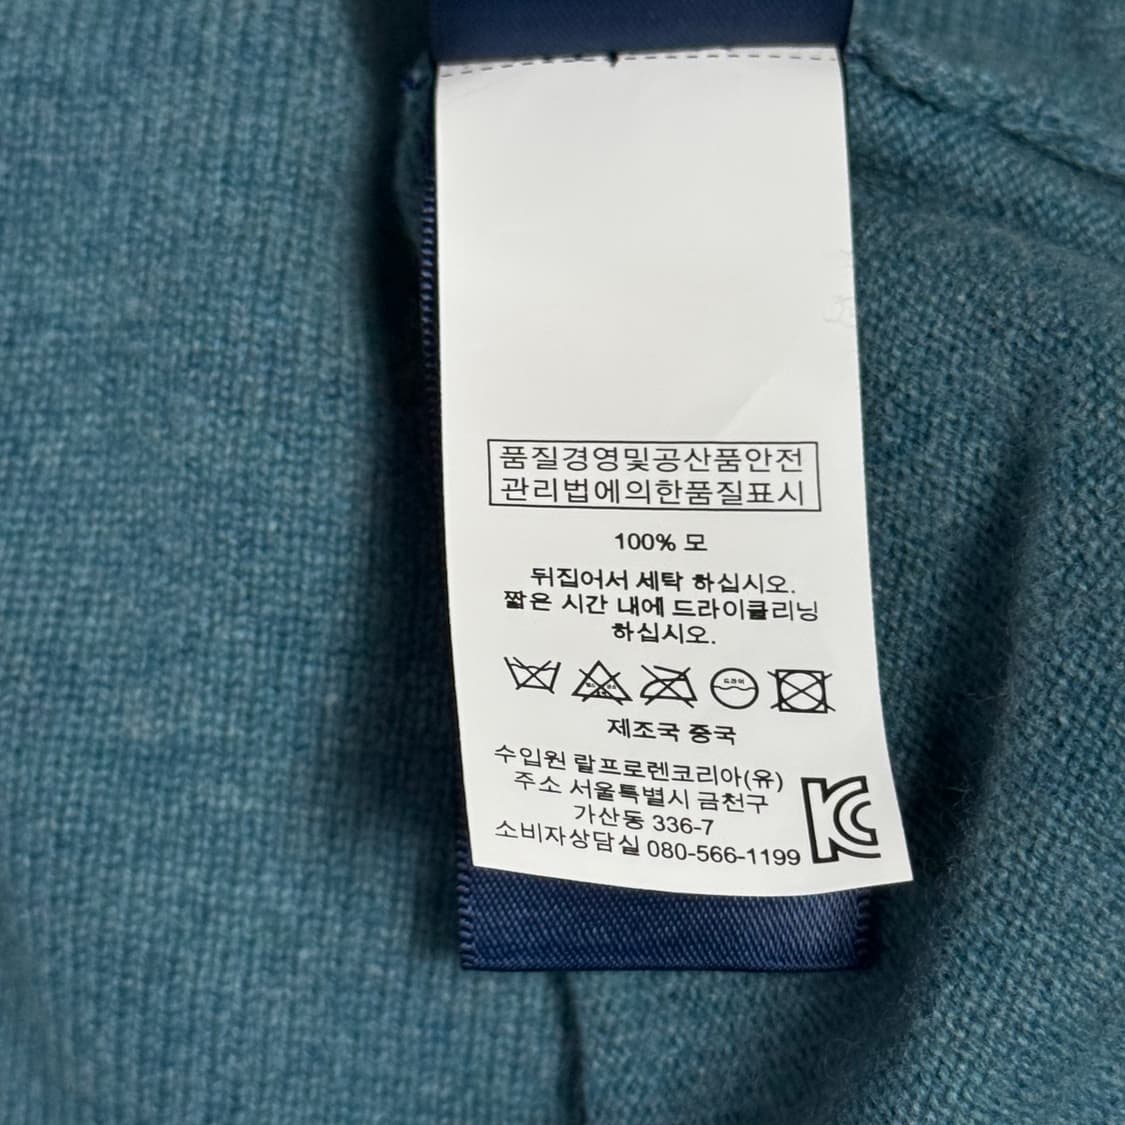 품질경영및공산품안전
관리법에의한품질표시
100% 모
뒤집어서 세탁 하십시오.
짧은 시간 내에 드라이클리닝
하십시오.
드라이
제조국 중국
수입원 랄프로렌코리아(유)
주소 서울특별시 금천구
가산동 336-7
소비자상담실 080-566-1199
KC